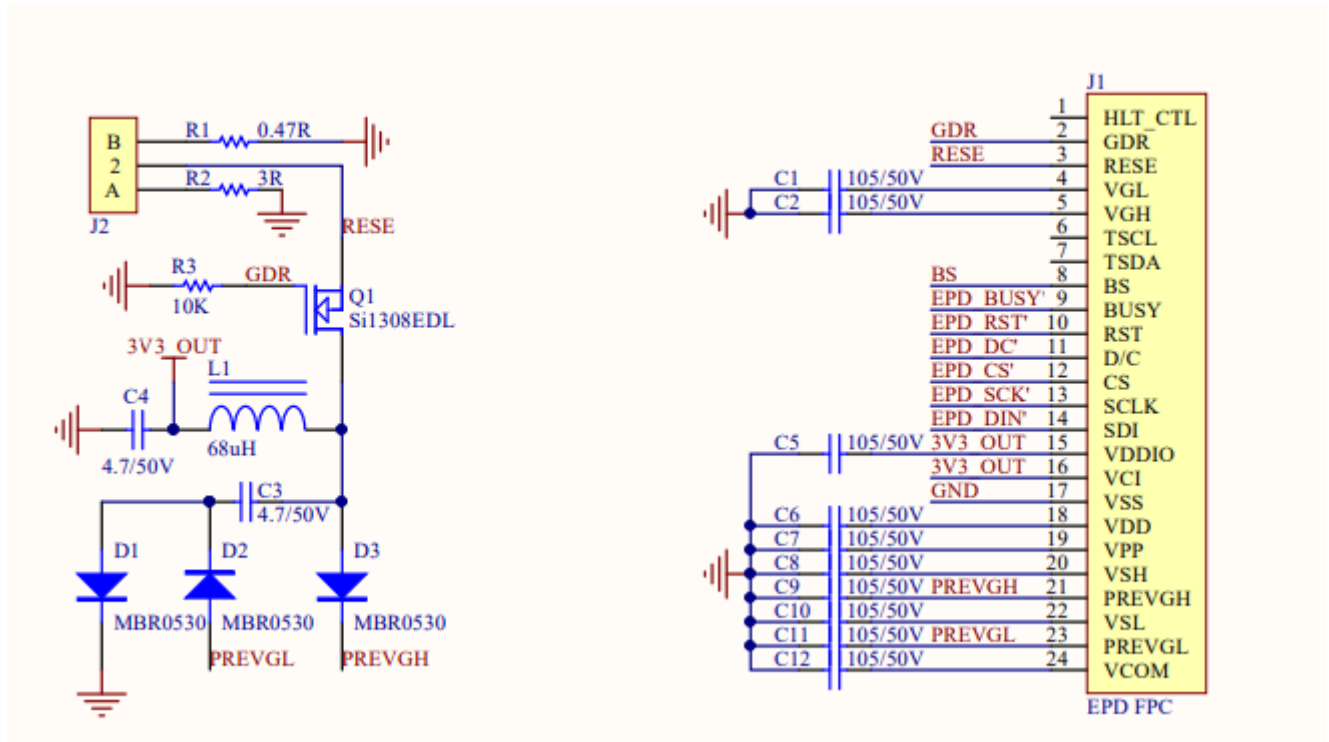 B
2
A
J2
R1 0.47R
R2 3R
RESE
R3
10K
GDR
Q1
Si1308EDL
3V3_OUT
L1
68uH
C4
4.7/50V
C3
4.7/50V
D1
MBR0530
D2
MBR0530
D3
MBR0530
PREVGL
PREVGH
J1
1 HLT_CTL
GDR 2 GDR
RESE 3 RESE
C1 105/50V 4 VGL
C2 105/50V 5 VGH
6 TSCL
7 TSDA
BS 8 BS
EPD_BUSY' 9 BUSY
EPD_RST' 10 RST
EPD_DC' 11 D/C
EPD_CS' 12 CS
EPD_SCK' 13 SCLK
EPD_DIN' 14 SDI
C5 105/50V 3V3_OUT 15 VDDIO
3V3_OUT 16 VCI
GND 17 VSS
C6 105/50V 18 VDD
C7 105/50V 19 VPP
C8 105/50V 20 VSH
C9 105/50V PREVGH 21 PREVGH
C10 105/50V 22 VSL
C11 105/50V PREVGL 23 PREVGL
C12 105/50V 24 VCOM
EPD FPC